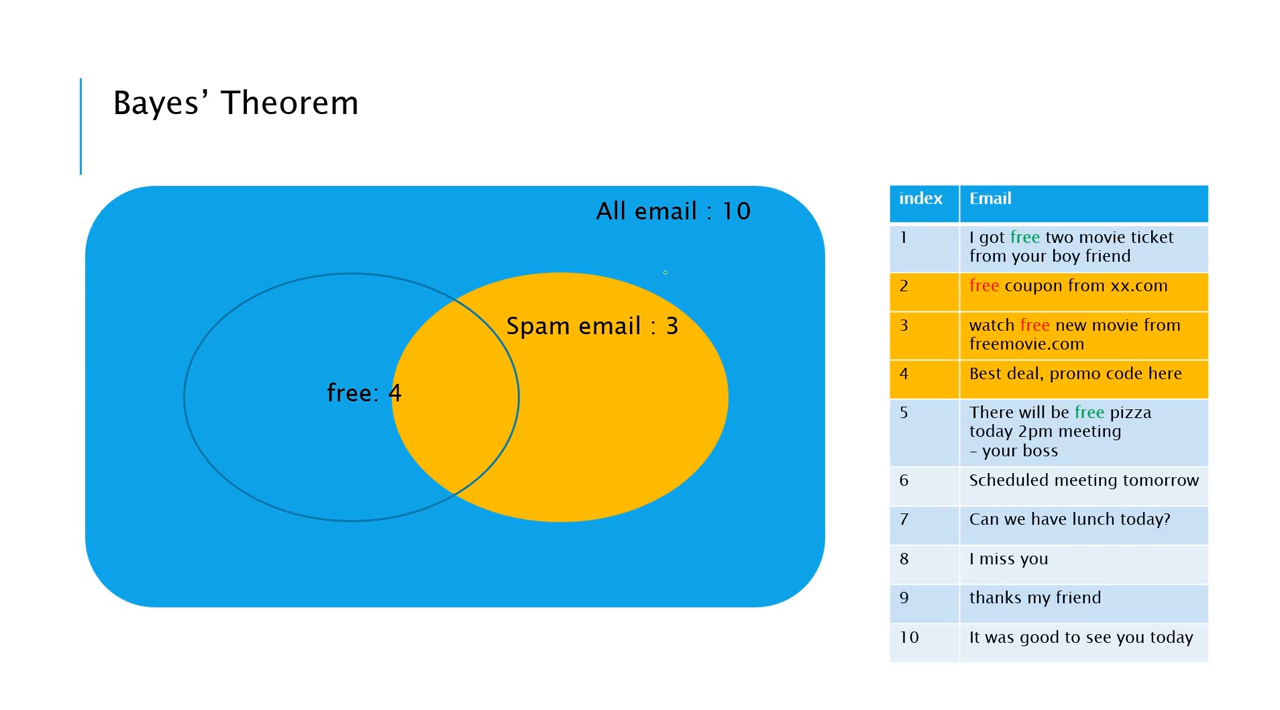 Bayes’ Theorem
All email : 10
Spam email : 3
free: 4
index Email
1 I got free two movie ticket
from your boy friend
2 free coupon from xx.com
3 watch free new movie from
freemovie.com
4 Best deal, promo code here
5 There will be free pizza
today 2pm meeting
– your boss
6 Scheduled meeting tomorrow
7 Can we have lunch today?
8 I miss you
9 thanks my friend
10 It was good to see you today